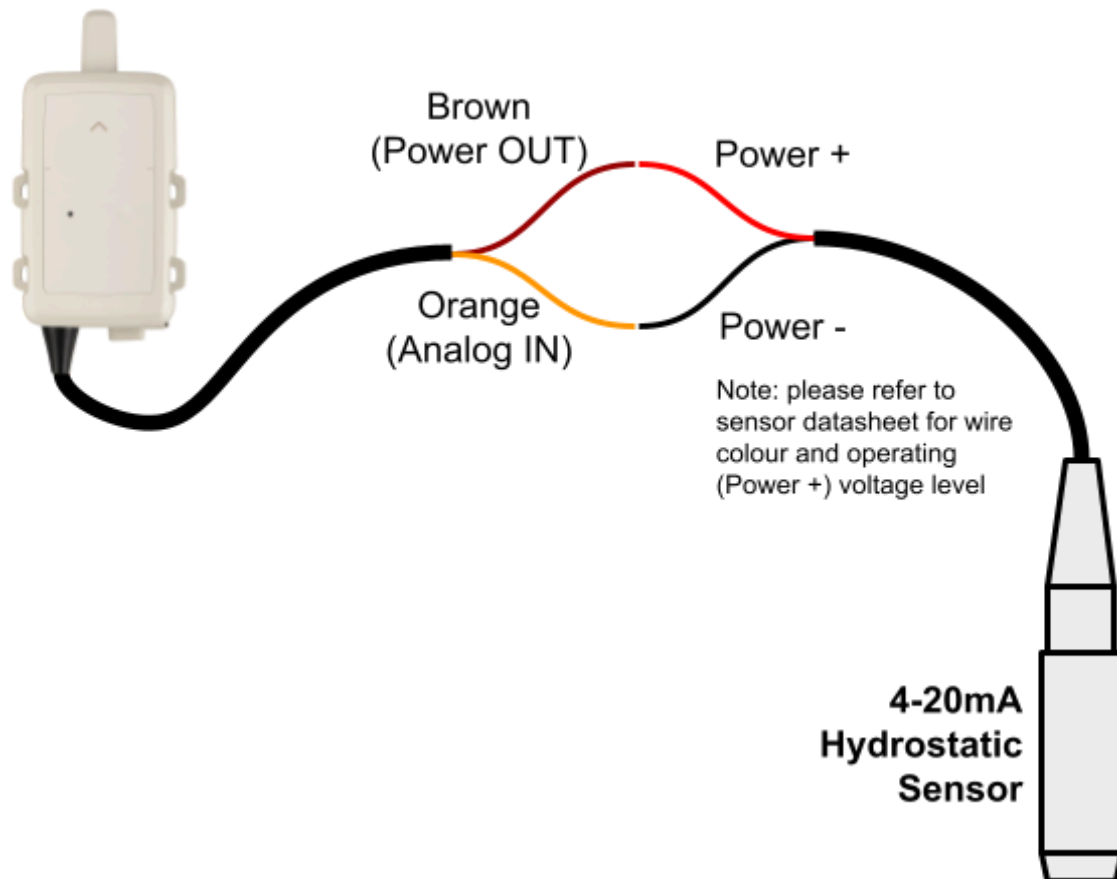 Brown
(Power OUT)
Power +
Orange
(Analog IN)
Power -
Note: please refer to
sensor datasheet for wire
colour and operating
(Power +) voltage level
4-20mA
Hydrostatic
Sensor